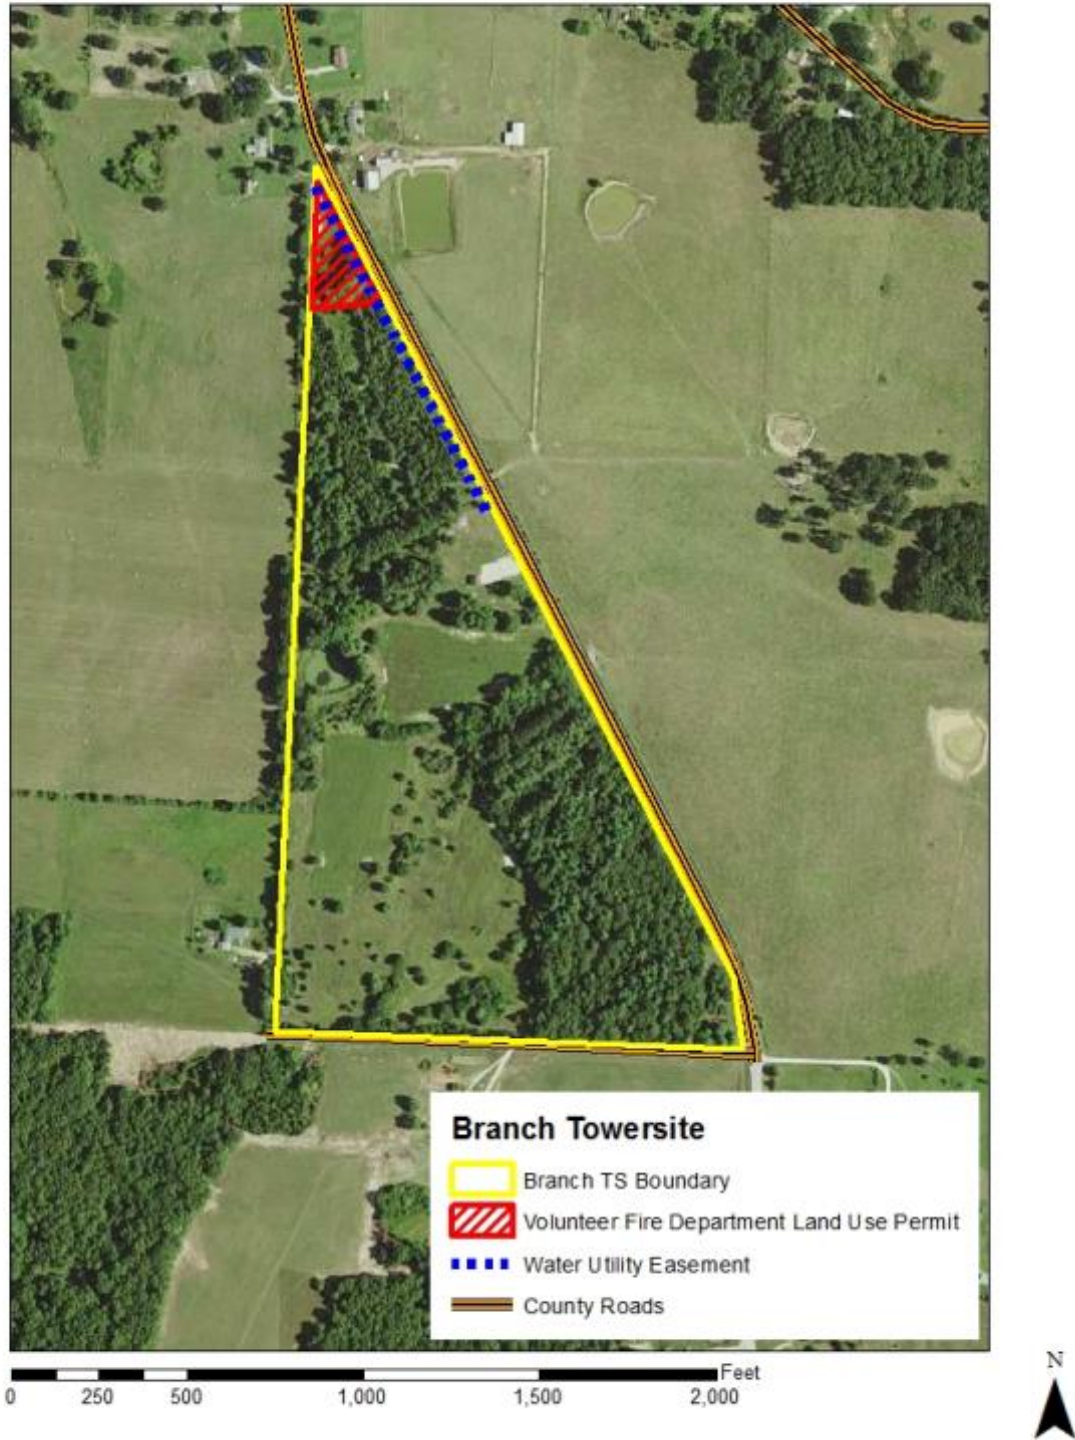 Branch Towersite
Branch TS Boundary
Volunteer Fire Department Land Use Permit
Water Utility Easement
County Roads
Feet
0 250 500 1,000 1,500 2,000
N